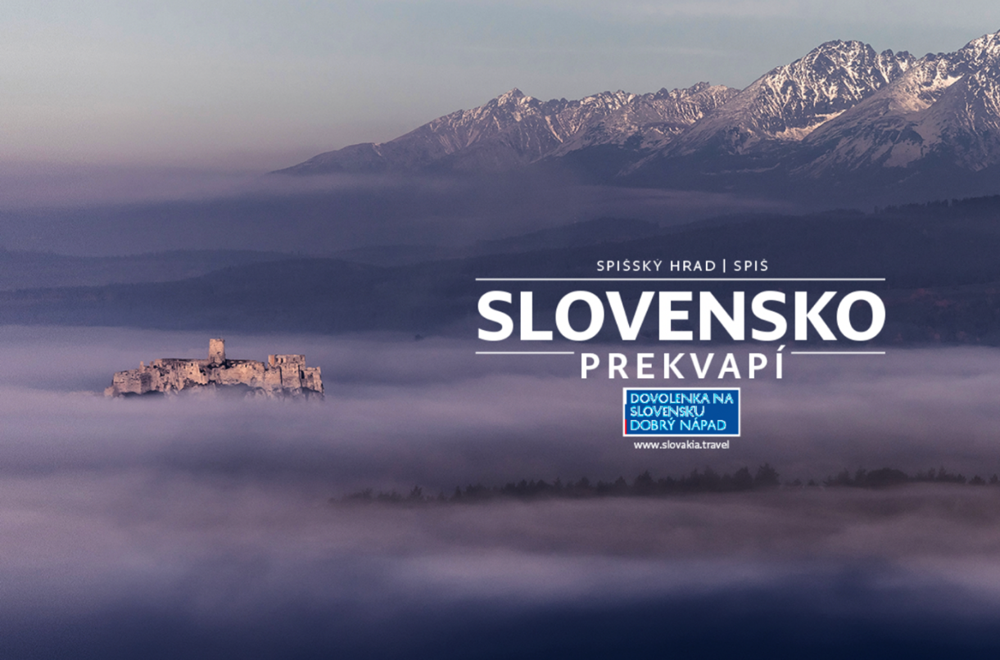 SPIŠSKÝ HRAD | SPIŠ
SLOVENSKO
PREKVAPÍ
DOVOLENKA NA
SLOVENSKU
DOBRÝ NÁPAD
www.slovakia.travel